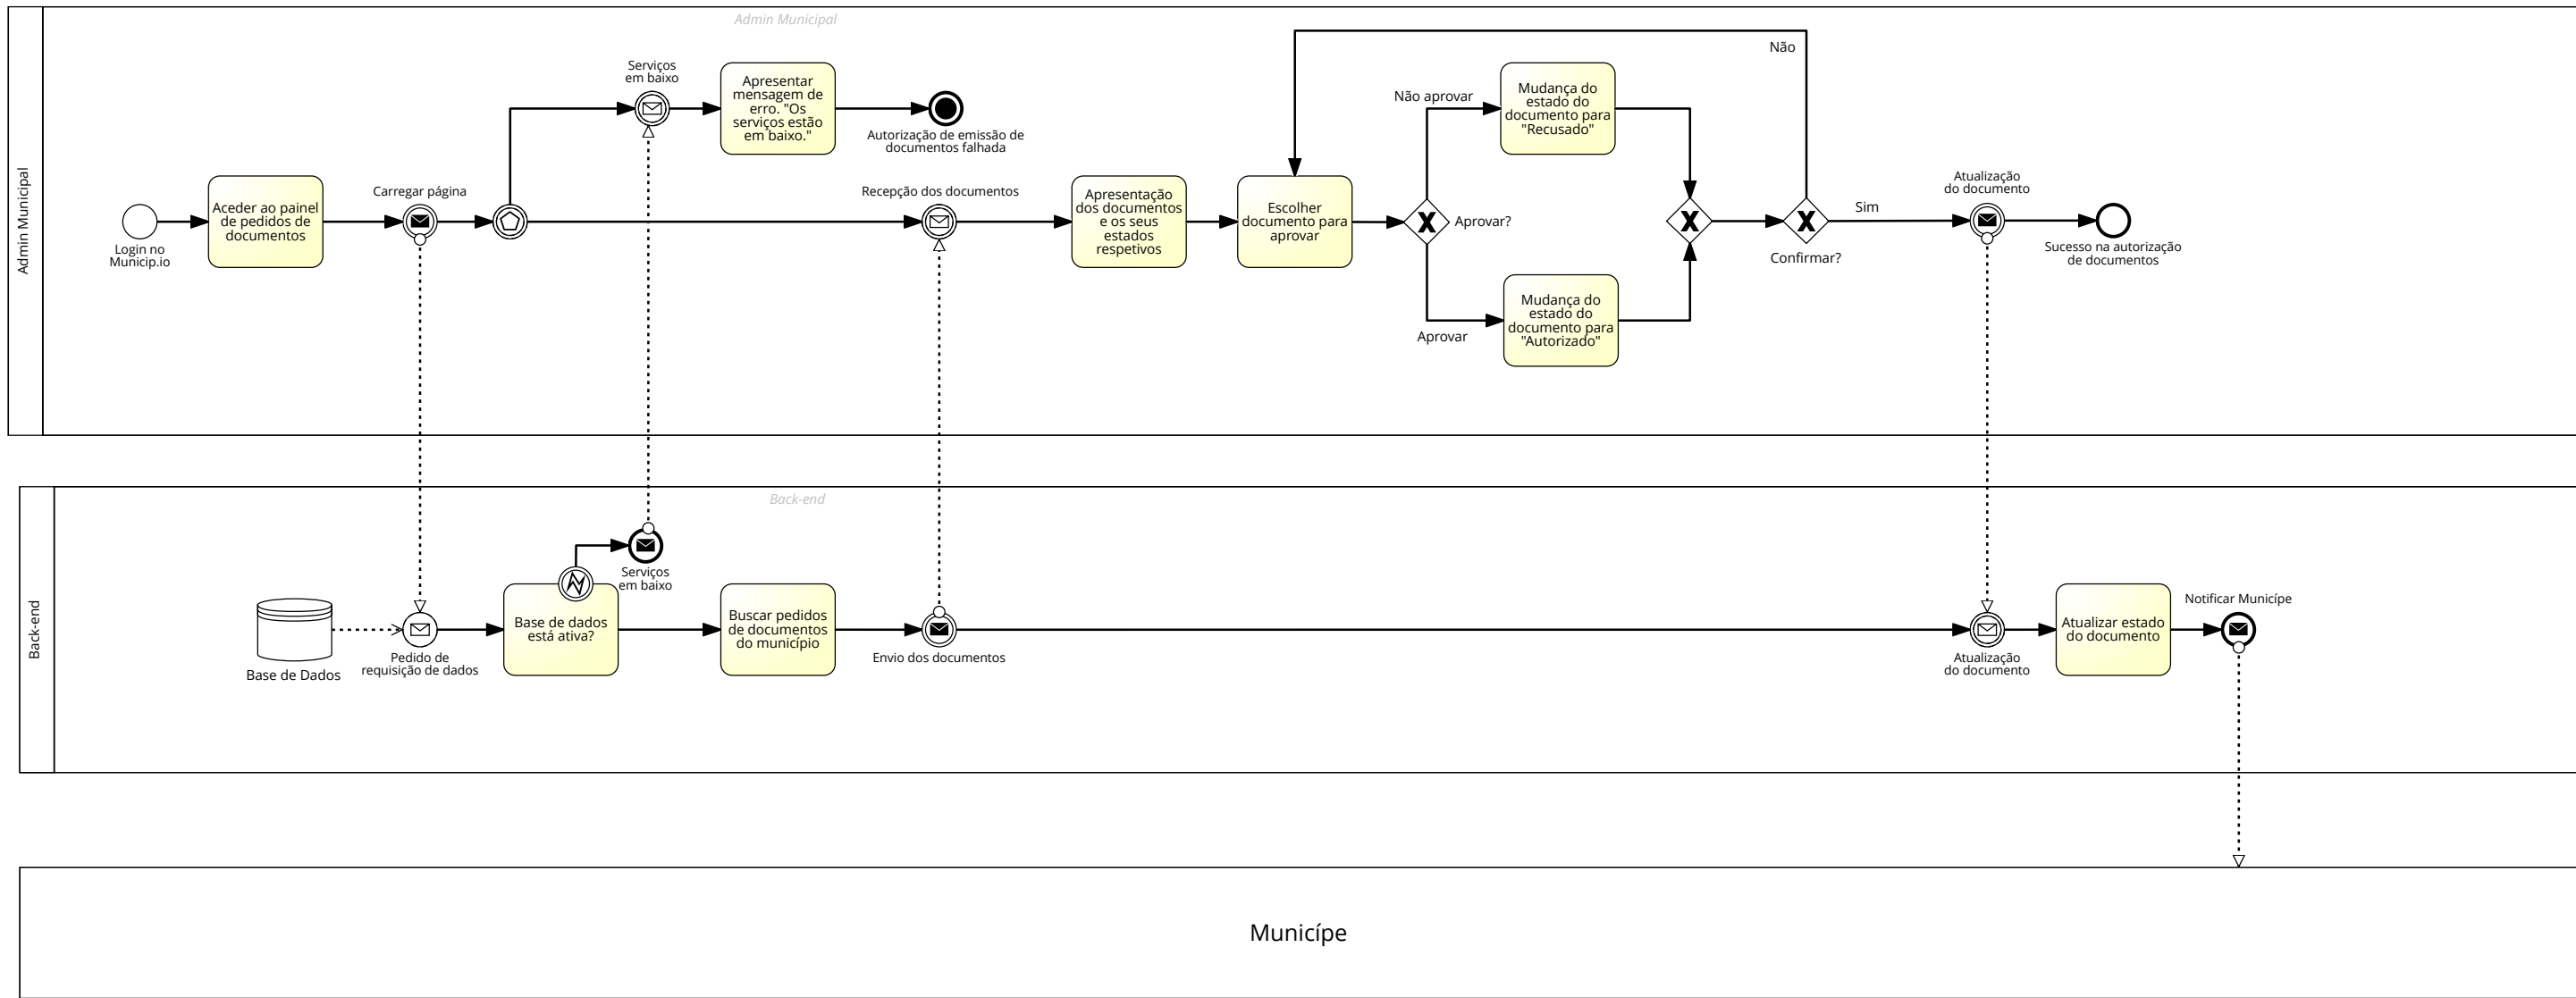 Admin Municipal
Admin Municipal
Login no
Municip.io
Aceder ao painel
de pedidos de
documentos
Carregar página
Serviços
em baixo
Apresentar
mensagem de
erro. "Os
serviços estão
em baixo."
Autorização de emissão de
documentos falhada
Recepção dos documentos
Apresentação
dos documentos
e os seus
estados
respetivos
Escolher
documento para
aprovar
Aprovar?
Não aprovar
Mudança do
estado do
documento para
"Recusado"
Aprovar
Mudança do
estado do
documento para
"Autorizado"
Não
Confirmar?
Sim
Atualização
do documento
Sucesso na autorização
de documentos
Back-end
Back-end
Base de Dados
Pedido de
requisição de dados
Base de dados
está ativa?
Serviços
em baixo
Buscar pedidos
de documentos
do município
Envio dos documentos
Atualização
do documento
Atualizar estado
do documento
Notificar Municípe
Municípe